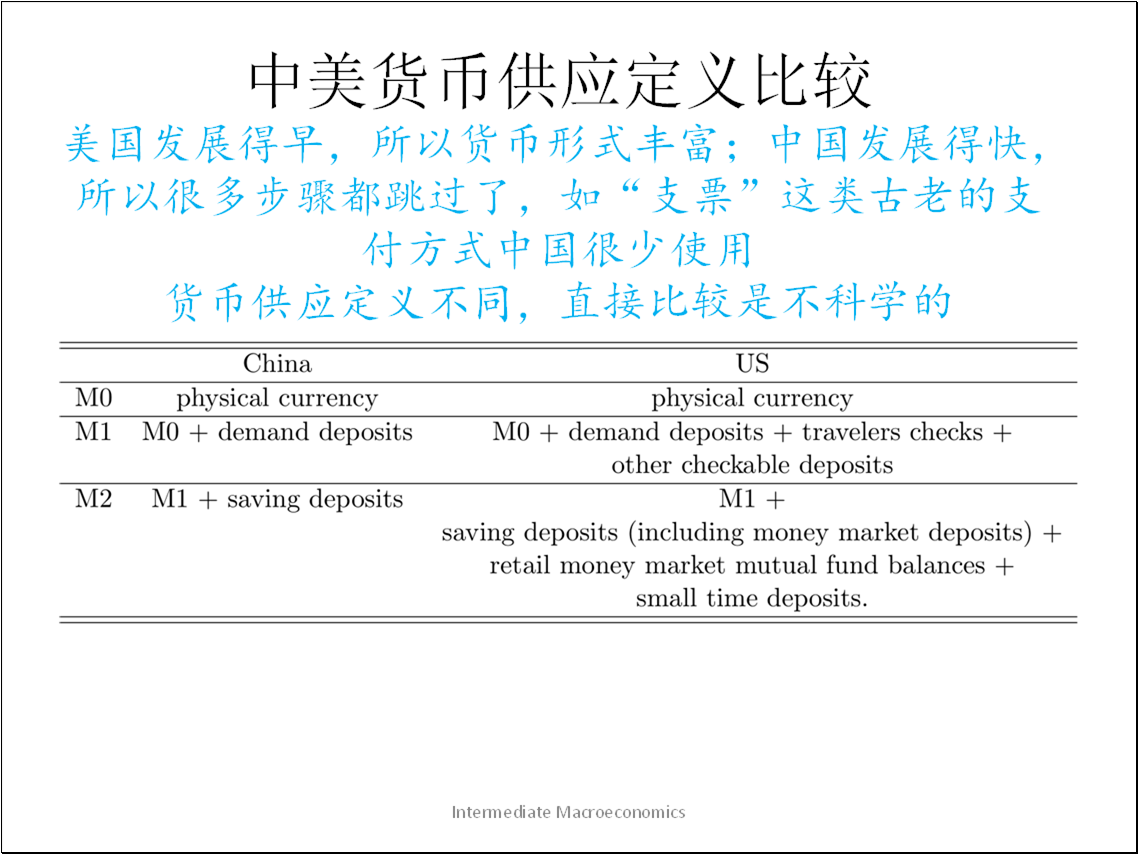 中美货币供应定义比较
美国发展得早，所以货币形式丰富；中国发展得快，
所以很多步骤都跳过了，如“支票”这类古老的支
付方式中国很少使用
货币供应定义不同，直接比较是不科学的
China US
M0 physical currency physical currency
M1 M0 + demand deposits M0 + demand deposits + travelers checks +
other checkable deposits
M2 M1 + saving deposits M1 +
saving deposits (including money market deposits) +
retail money market mutual fund balances +
small time deposits.
Intermediate Macroeconomics